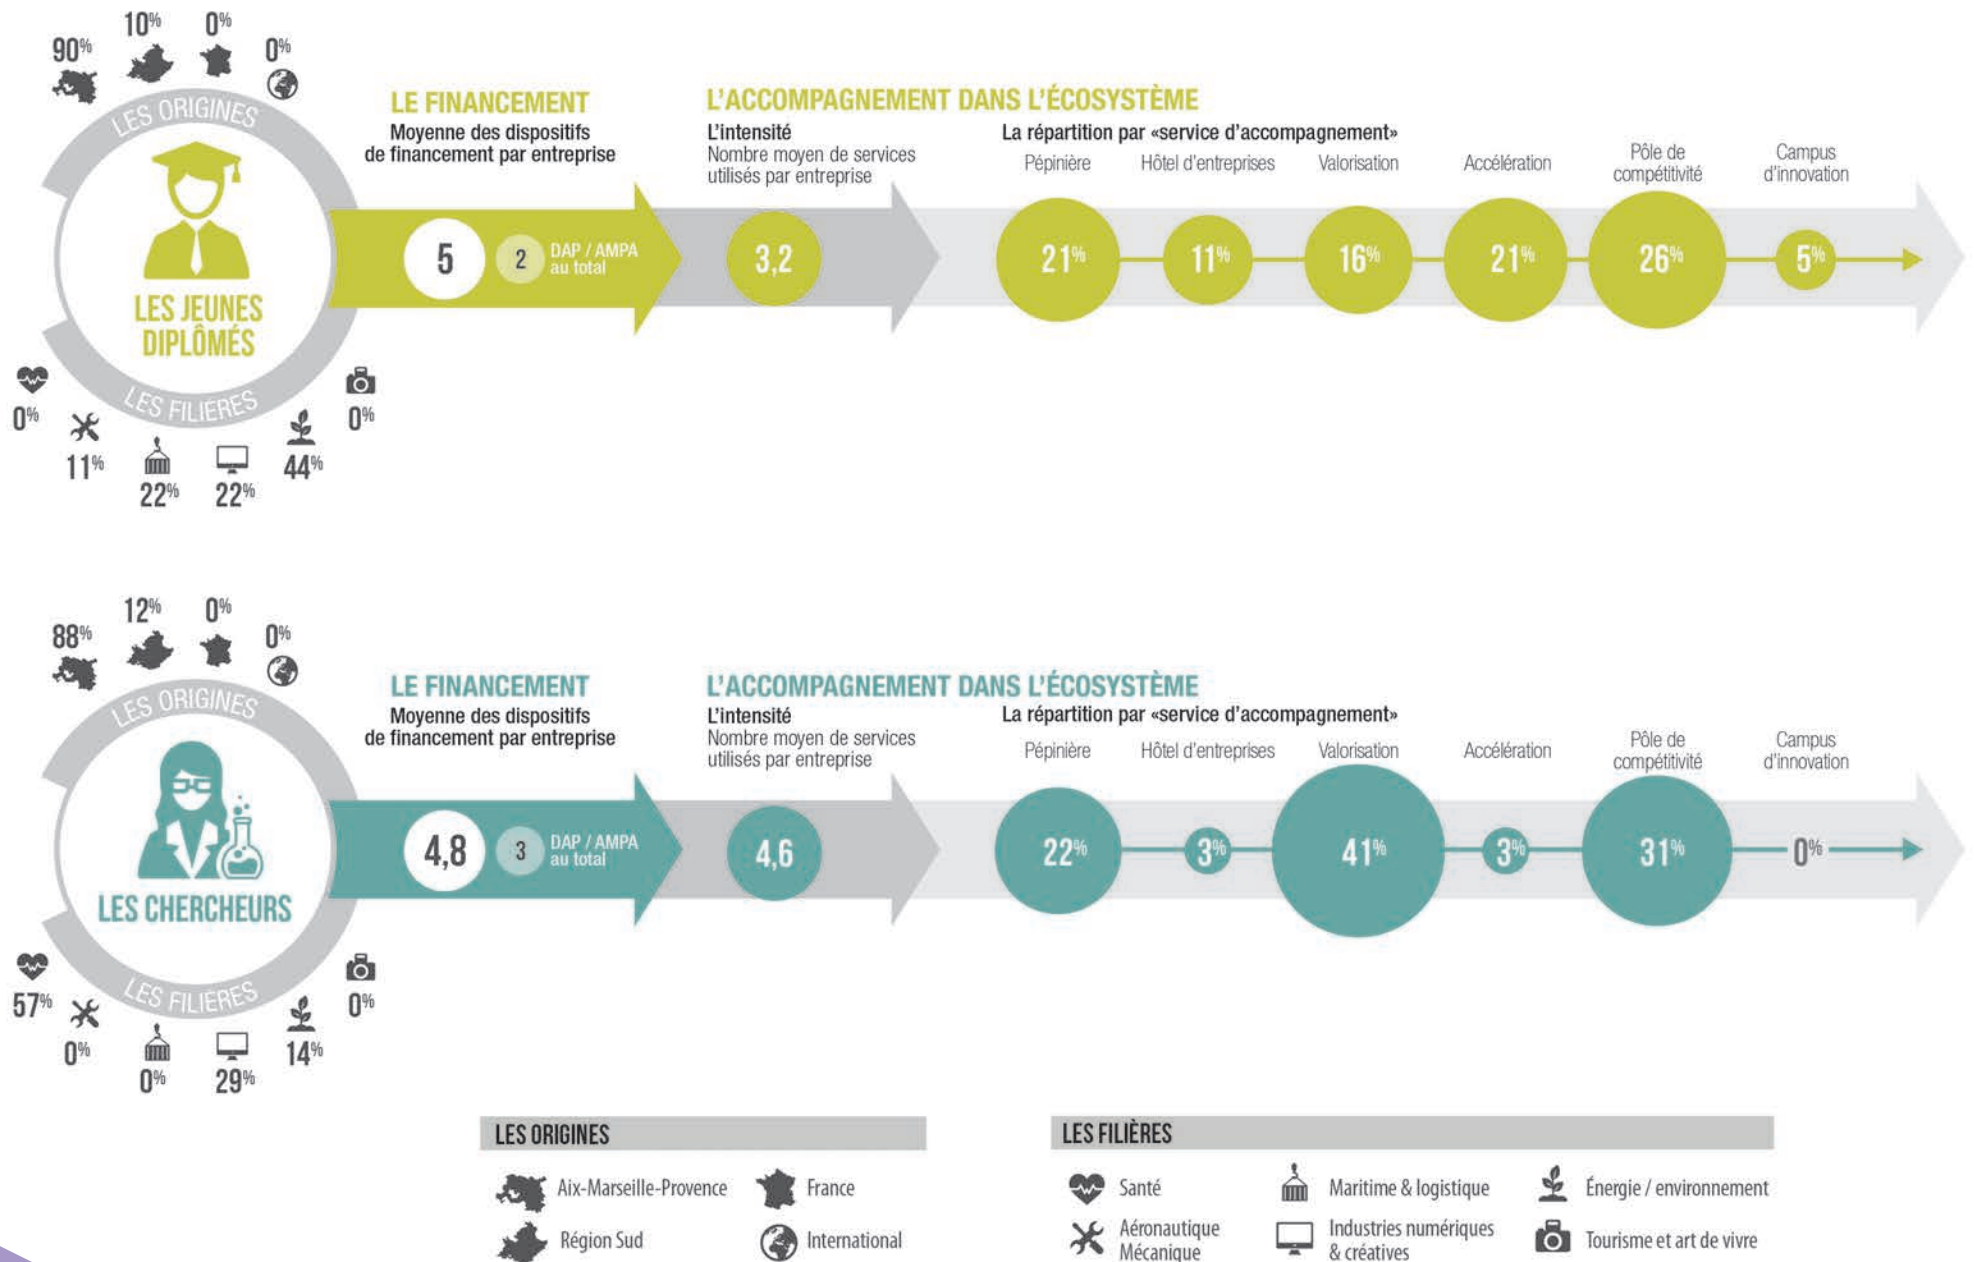 90%
10%
0%
0%
LES ORIGINES
LES JEUNES
DIPLÔMÉS
LES FILIÈRES
0%
11%
22%
22%
44%
0%
LE FINANCEMENT
Moyenne des dispositifs
de financement par entreprise
5
2
DAP / AMPA
au total
L'ACCOMPAGNEMENT DANS L'ÉCOSYSTÈME
L'intensité
Nombre moyen de services
utilisés par entreprise
3,2
La répartition par «service d'accompagnement»
Pépinière
Hôtel d'entreprises
Valorisation
Accélération
Pôle de
compétitivité
Campus
d'innovation
21%
11%
16%
21%
26%
5%
88%
12%
0%
0%
LES ORIGINES
LES CHERCHEURS
LES FILIÈRES
57%
0%
0%
29%
14%
0%
LE FINANCEMENT
Moyenne des dispositifs
de financement par entreprise
4,8
3
DAP / AMPA
au total
L'ACCOMPAGNEMENT DANS L'ÉCOSYSTÈME
L'intensité
Nombre moyen de services
utilisés par entreprise
4,6
La répartition par «service d'accompagnement»
Pépinière
Hôtel d'entreprises
Valorisation
Accélération
Pôle de
compétitivité
Campus
d'innovation
22%
3%
41%
3%
31%
0%
LES ORIGINES
Aix-Marseille-Provence
France
Région Sud
International
LES FILIÈRES
Santé
Maritime & logistique
Énergie / environnement
Aéronautique
Mécanique
Industries numériques
& créatives
Tourisme et art de vivre